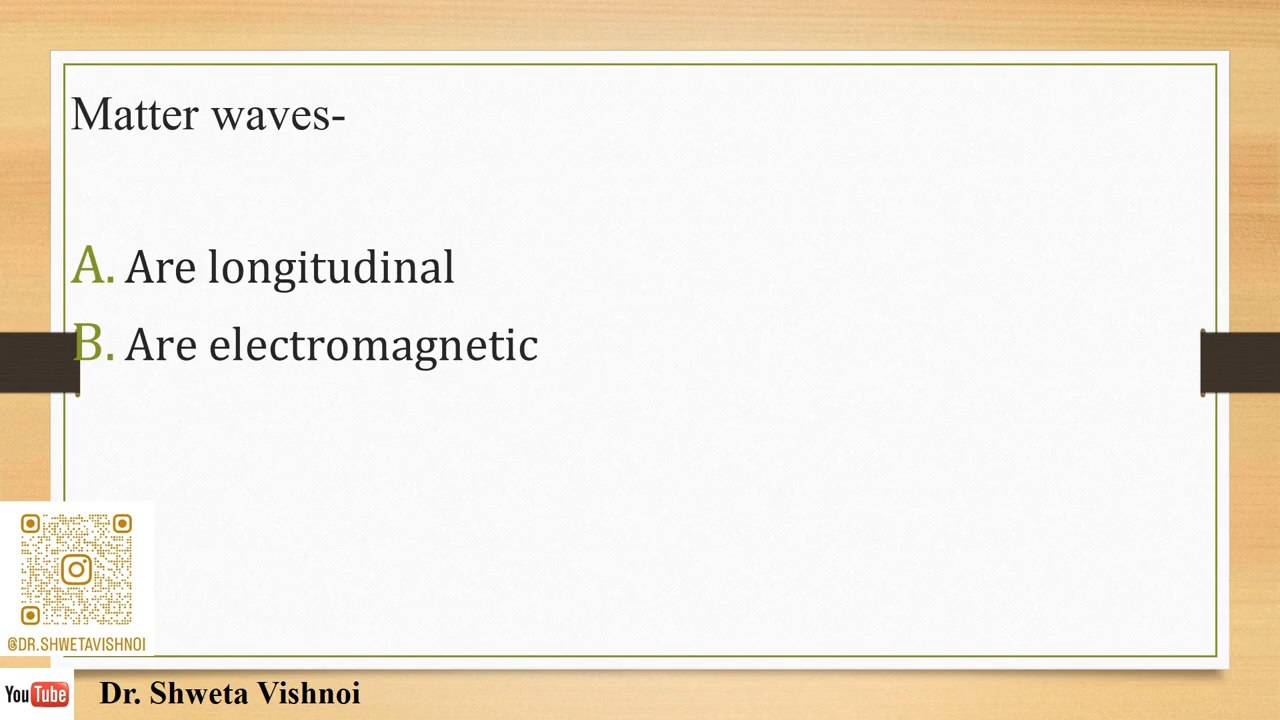 Matter waves-
A. Are longitudinal
B. Are electromagnetic
@DR.SHWETAVISHNOI
YouTube Dr. Shweta Vishnoi